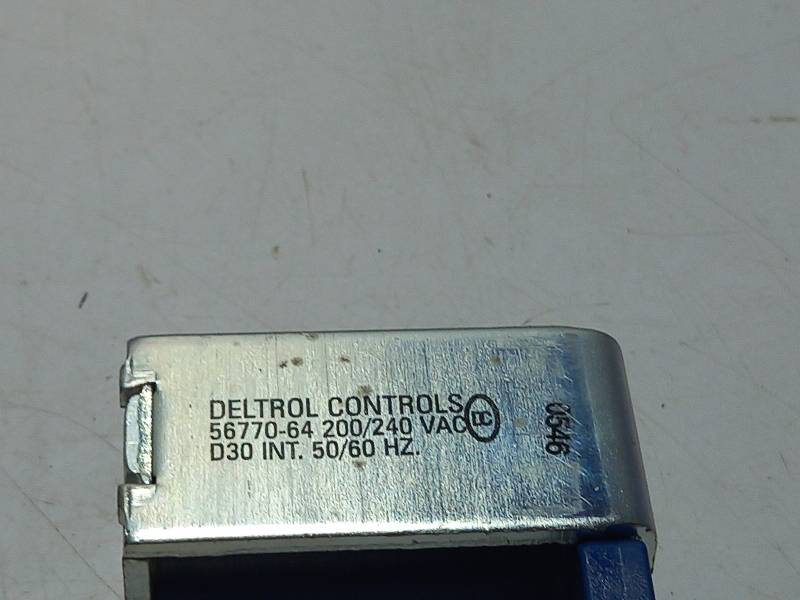 DELTROL CONTROLS
56770-64 200/240 VAC
D30 INT. 50/60 HZ.
0546